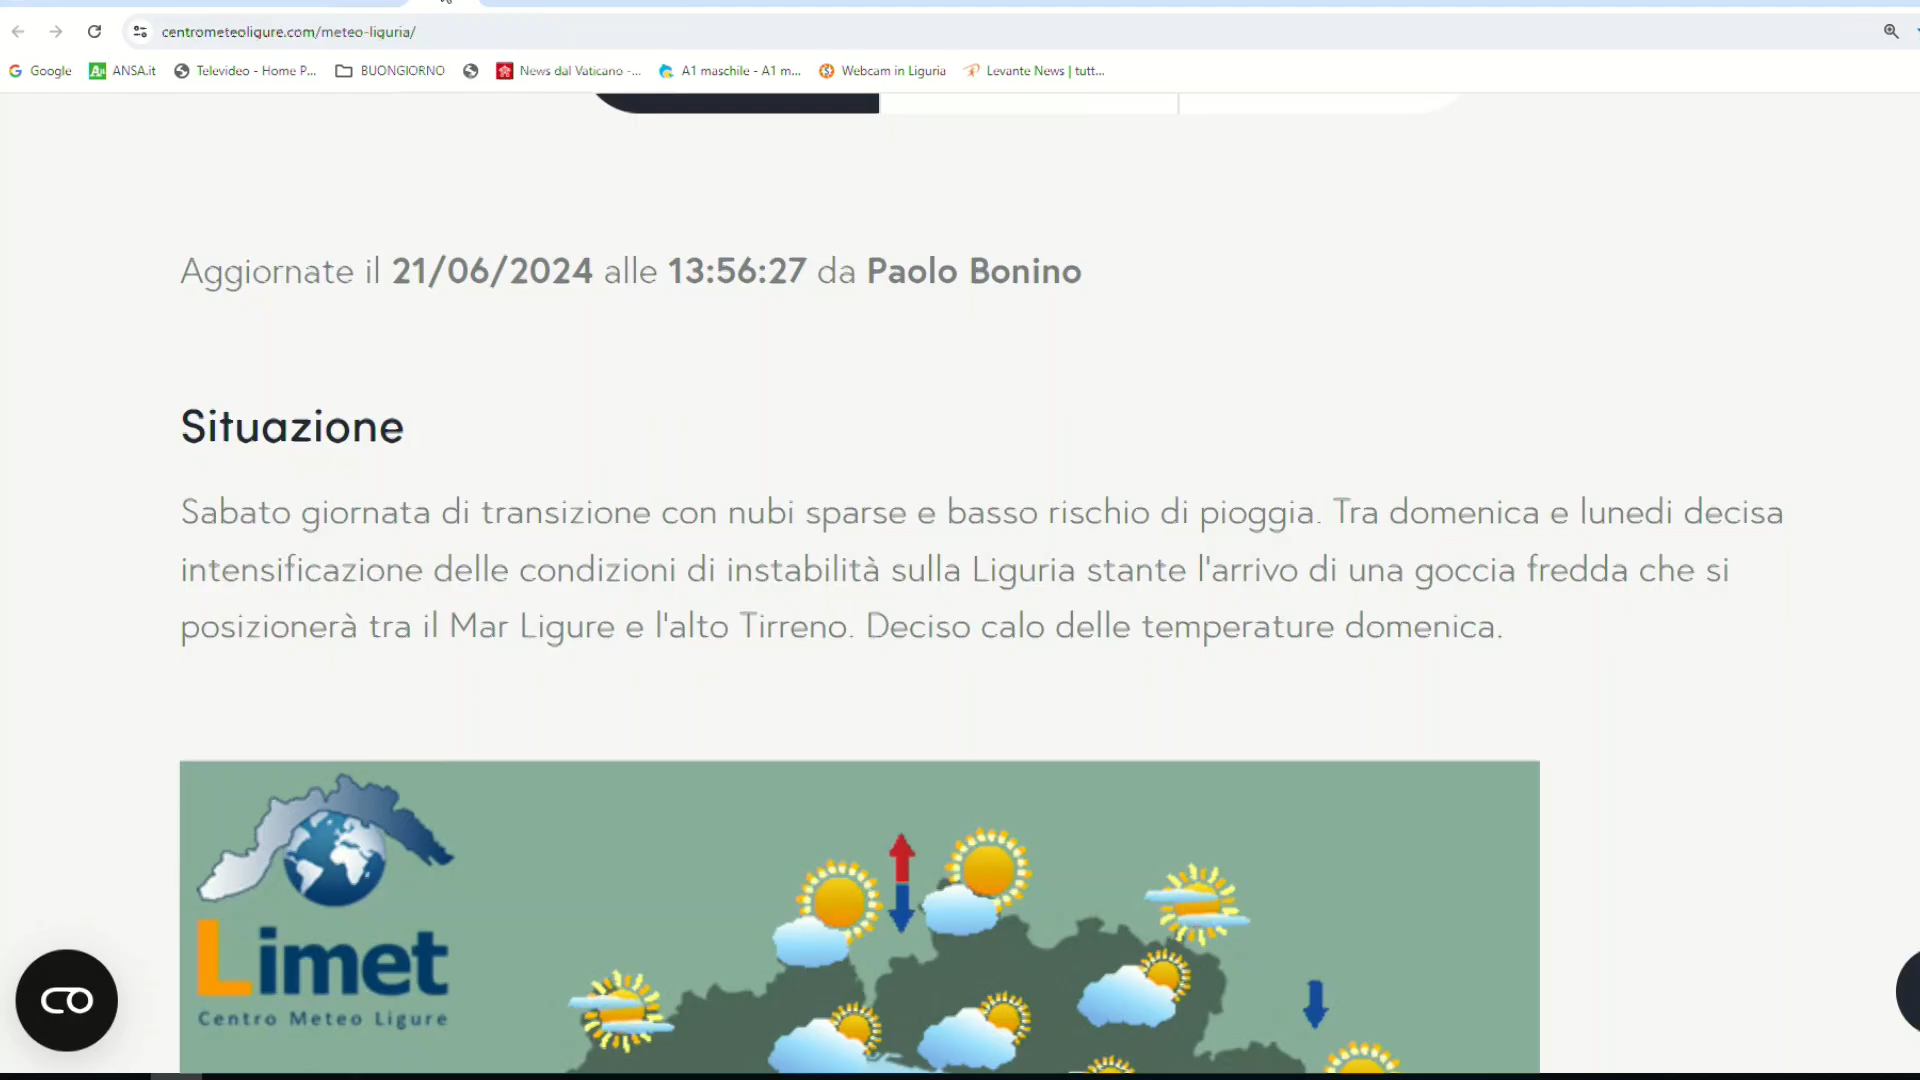 centrometeoligure.com/meteo-liguria/
Google ANSA.it Televideo - Home P... BUONGIORNO News dal Vaticano -... A1 maschile - A1 m... Webcam in Liguria Levante News | tutt...
Aggiornate il 21/06/2024 alle 13:56:27 da Paolo Bonino
Situazione
Sabato giornata di transizione con nubi sparse e basso rischio di pioggia. Tra domenica e lunedi decisa
intensificazione delle condizioni di instabilità sulla Liguria stante l'arrivo di una goccia fredda che si
posizionerà tra il Mar Ligure e l'alto Tirreno. Deciso calo delle temperature domenica.
Limet
Centro Meteo Ligure